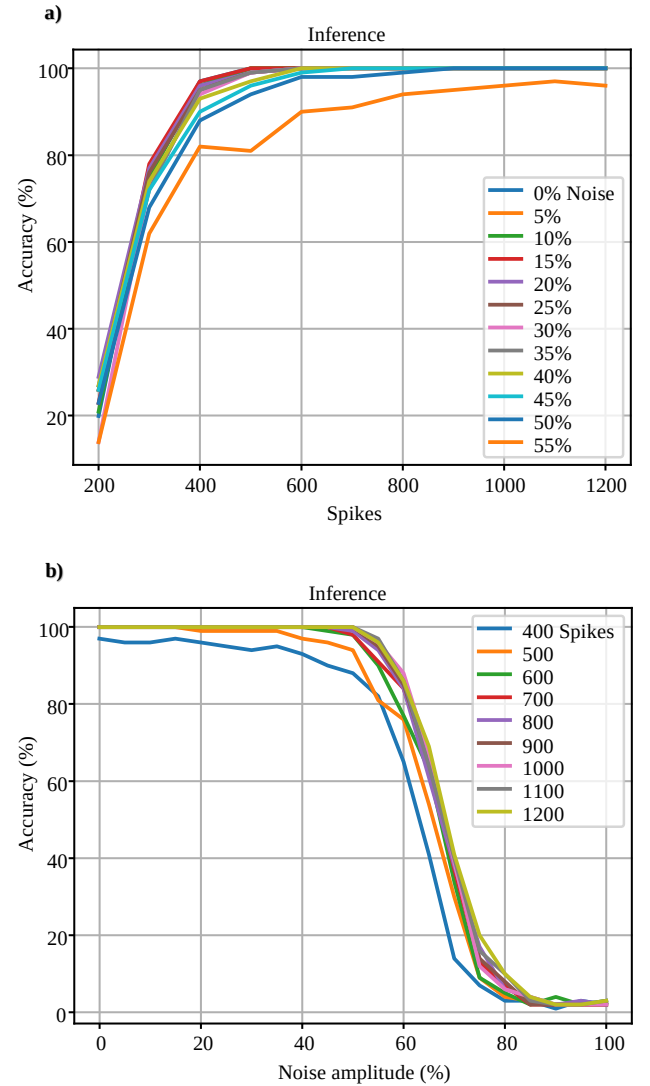 a)
Inference
Accuracy (%)
100
80
60
40
20
0% Noise
5%
10%
15%
20%
25%
30%
35%
40%
45%
50%
55%
200 400 600 800 1000 1200
Spikes
b)
Inference
Accuracy (%)
100
80
60
40
20
0
400 Spikes
500
600
700
800
900
1000
1100
1200
0 20 40 60 80 100
Noise amplitude (%)